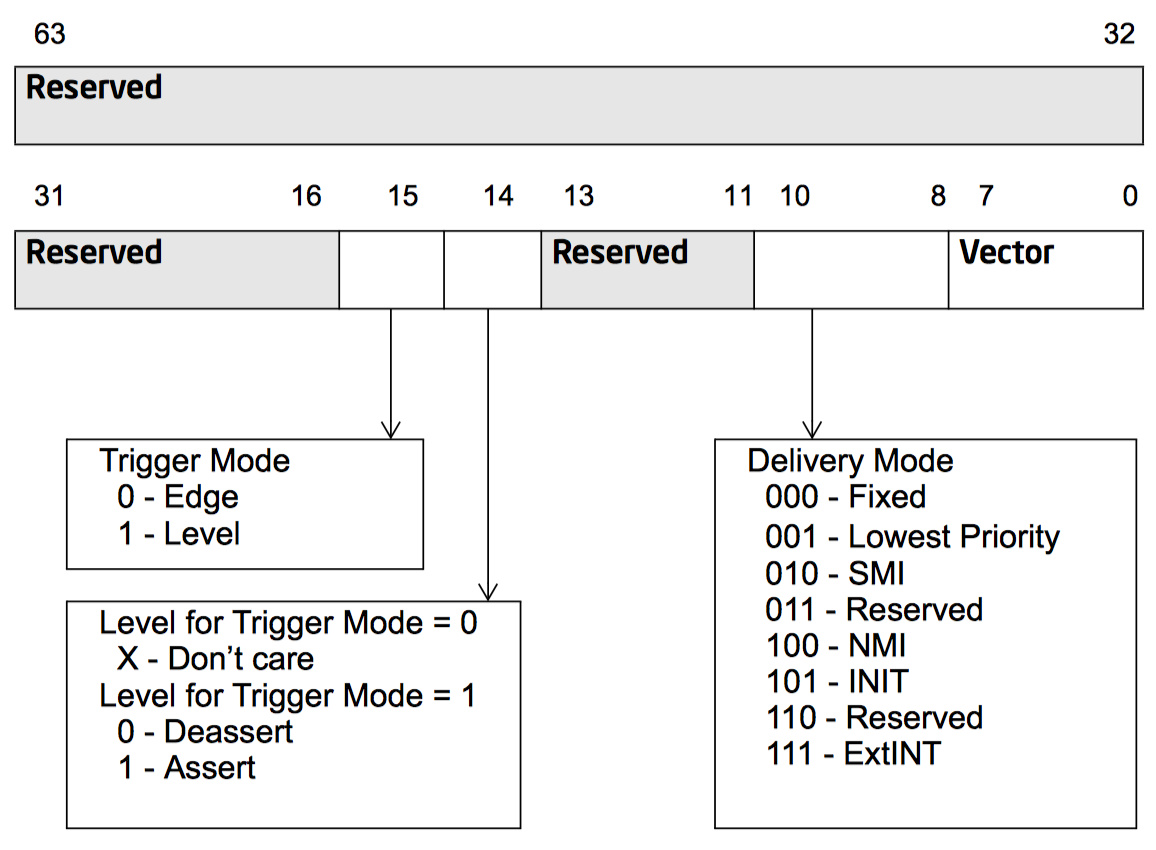 63 32
Reserved
31 16 15 14 13 11 10 8 7 0
Reserved Reserved Vector
Trigger Mode
0 - Edge
1 - Level
Level for Trigger Mode = 0
X - Don’t care
Level for Trigger Mode = 1
0 - Deassert
1 - Assert
Delivery Mode
000 - Fixed
001 - Lowest Priority
010 - SMI
011 - Reserved
100 - NMI
101 - INIT
110 - Reserved
111 - ExtINT